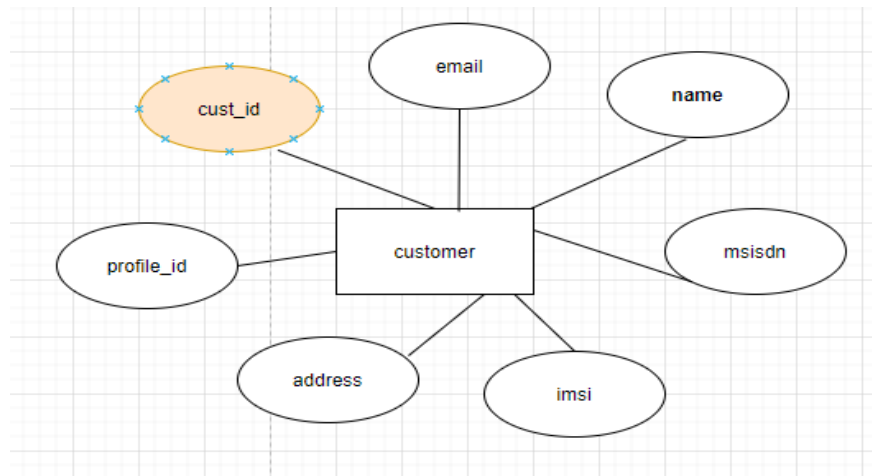 email
name
cust_id
customer
msisdn
profile_id
address
imsi